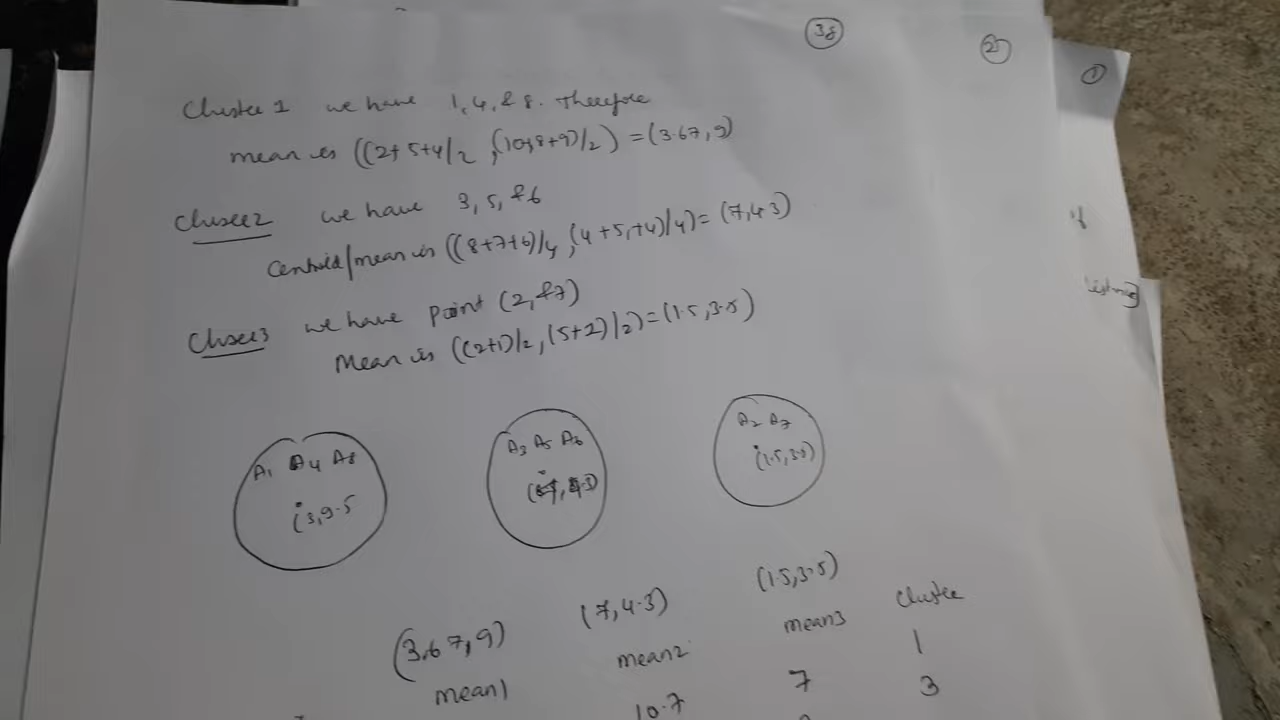 38
2
1
Cluster 1 we have 1, 4, & 8. Therefore
mean is ((2+5+4/2, (10+8+9)/2) = (3.67, 9)
Cluster2 we have 3, 5, &6
Centroid/mean is ((8+7+6)/4, (4+5,+4)/4) = (7, 4.3)
Cluser3 we have point (2, &7)
Mean is ((2+1)/2, (5+2)/2) = (1.5, 3.5)
A1 A4 A8
(3,9.5
A3 A5 A6
A2 A7
(1.5, 3.5)
(3.67, 9) (7, 4.3) (1.5, 3.5)
mean1 mean2 mean3 Cluster
1
10.7 7 3